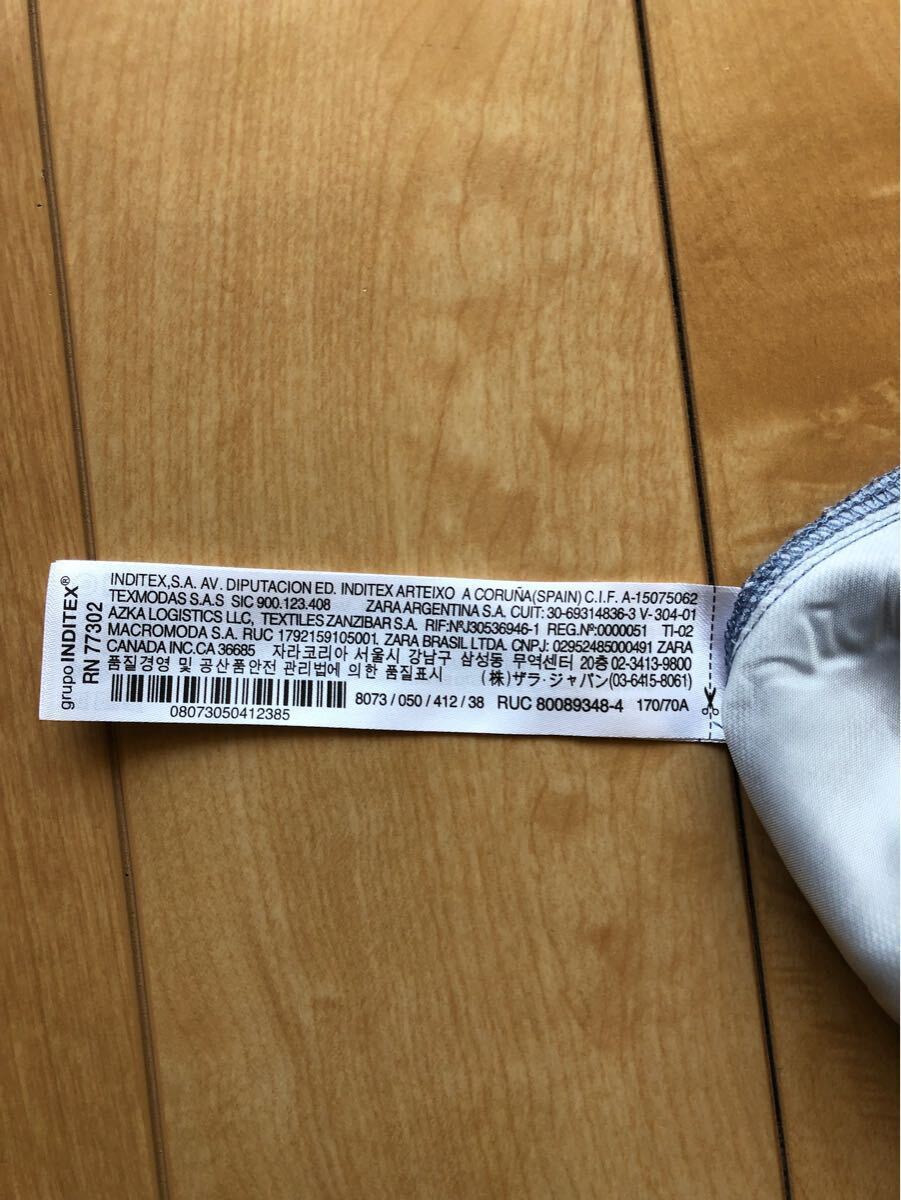 grupo INDITEX®
RN 77302
INDITEX,S.A. AV. DIPUTACION ED. INDITEX ARTEIXO A CORUÑA(SPAIN) C.I.F. A-15075062
TEXMODAS S.A.S SIC 900.123.408 ZARA ARGENTINA S.A. CUIT: 30-69314836-3 V-304-01
AZKA LOGISTICS LLC, TEXTILES ZANZIBAR S.A. RIF:NºJ30536946-1 REG.Nº:0000051 TI-02
MACROMODA S.A. RUC 1792159105001. ZARA BRASIL LTDA. CNPJ: 02952485000491 ZARA
CANADA INC.CA 36685 자라코리아 서울시 강남구 삼성동 무역센터 20층 02-3413-9800
품질경영 및 공산품안전 관리법에 의한 품질표시 (株)ザラ・ジャパン(03-6415-8061)
8073 / 050 / 412 / 38 RUC 80089348-4 170/70A
08073050412385